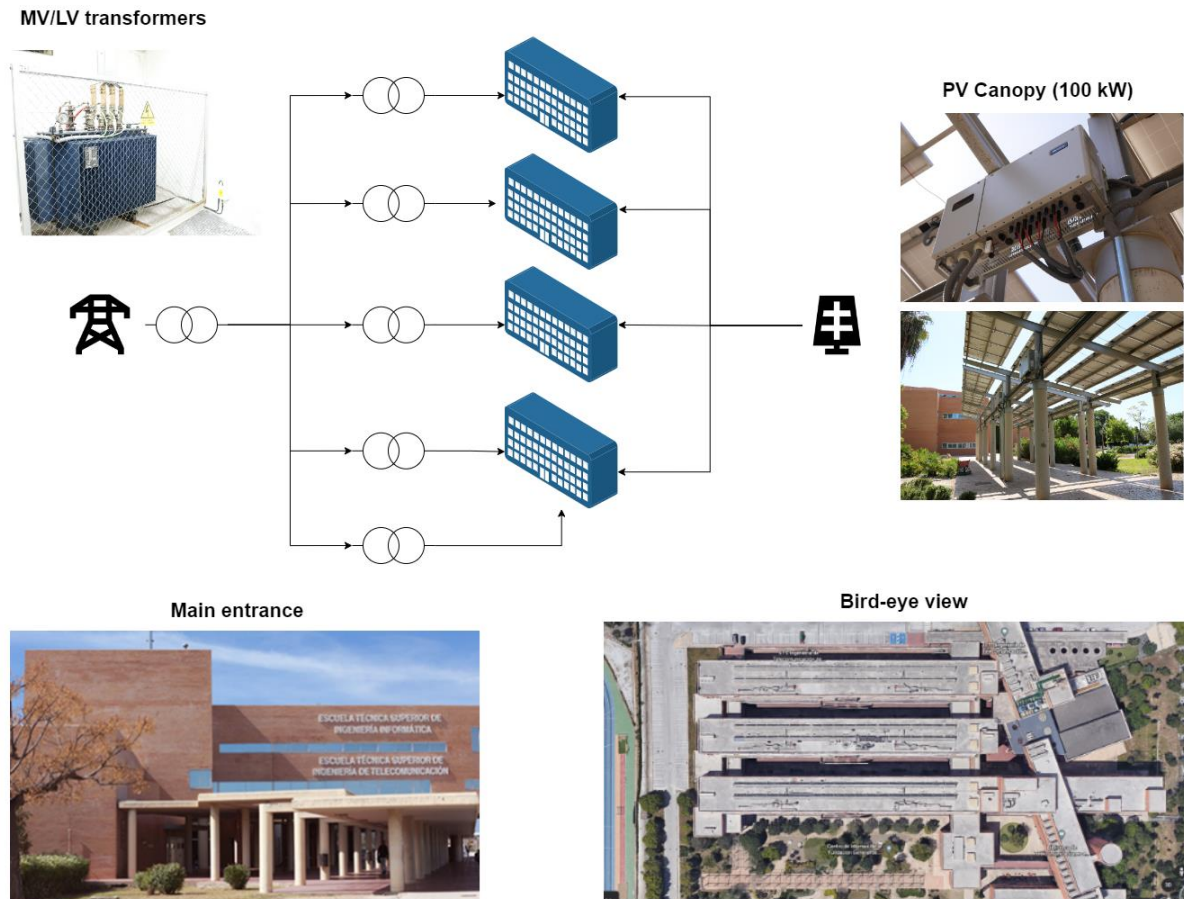 MV/LV transformers
PV Canopy (100 kW)
Main entrance
Bird-eye view
ESCUELA TÉCNICA SUPERIOR DE
INGENIERÍA INFORMÁTICA
ESCUELA TÉCNICA SUPERIOR DE
INGENIERÍA DE TELECOMUNICACIÓN